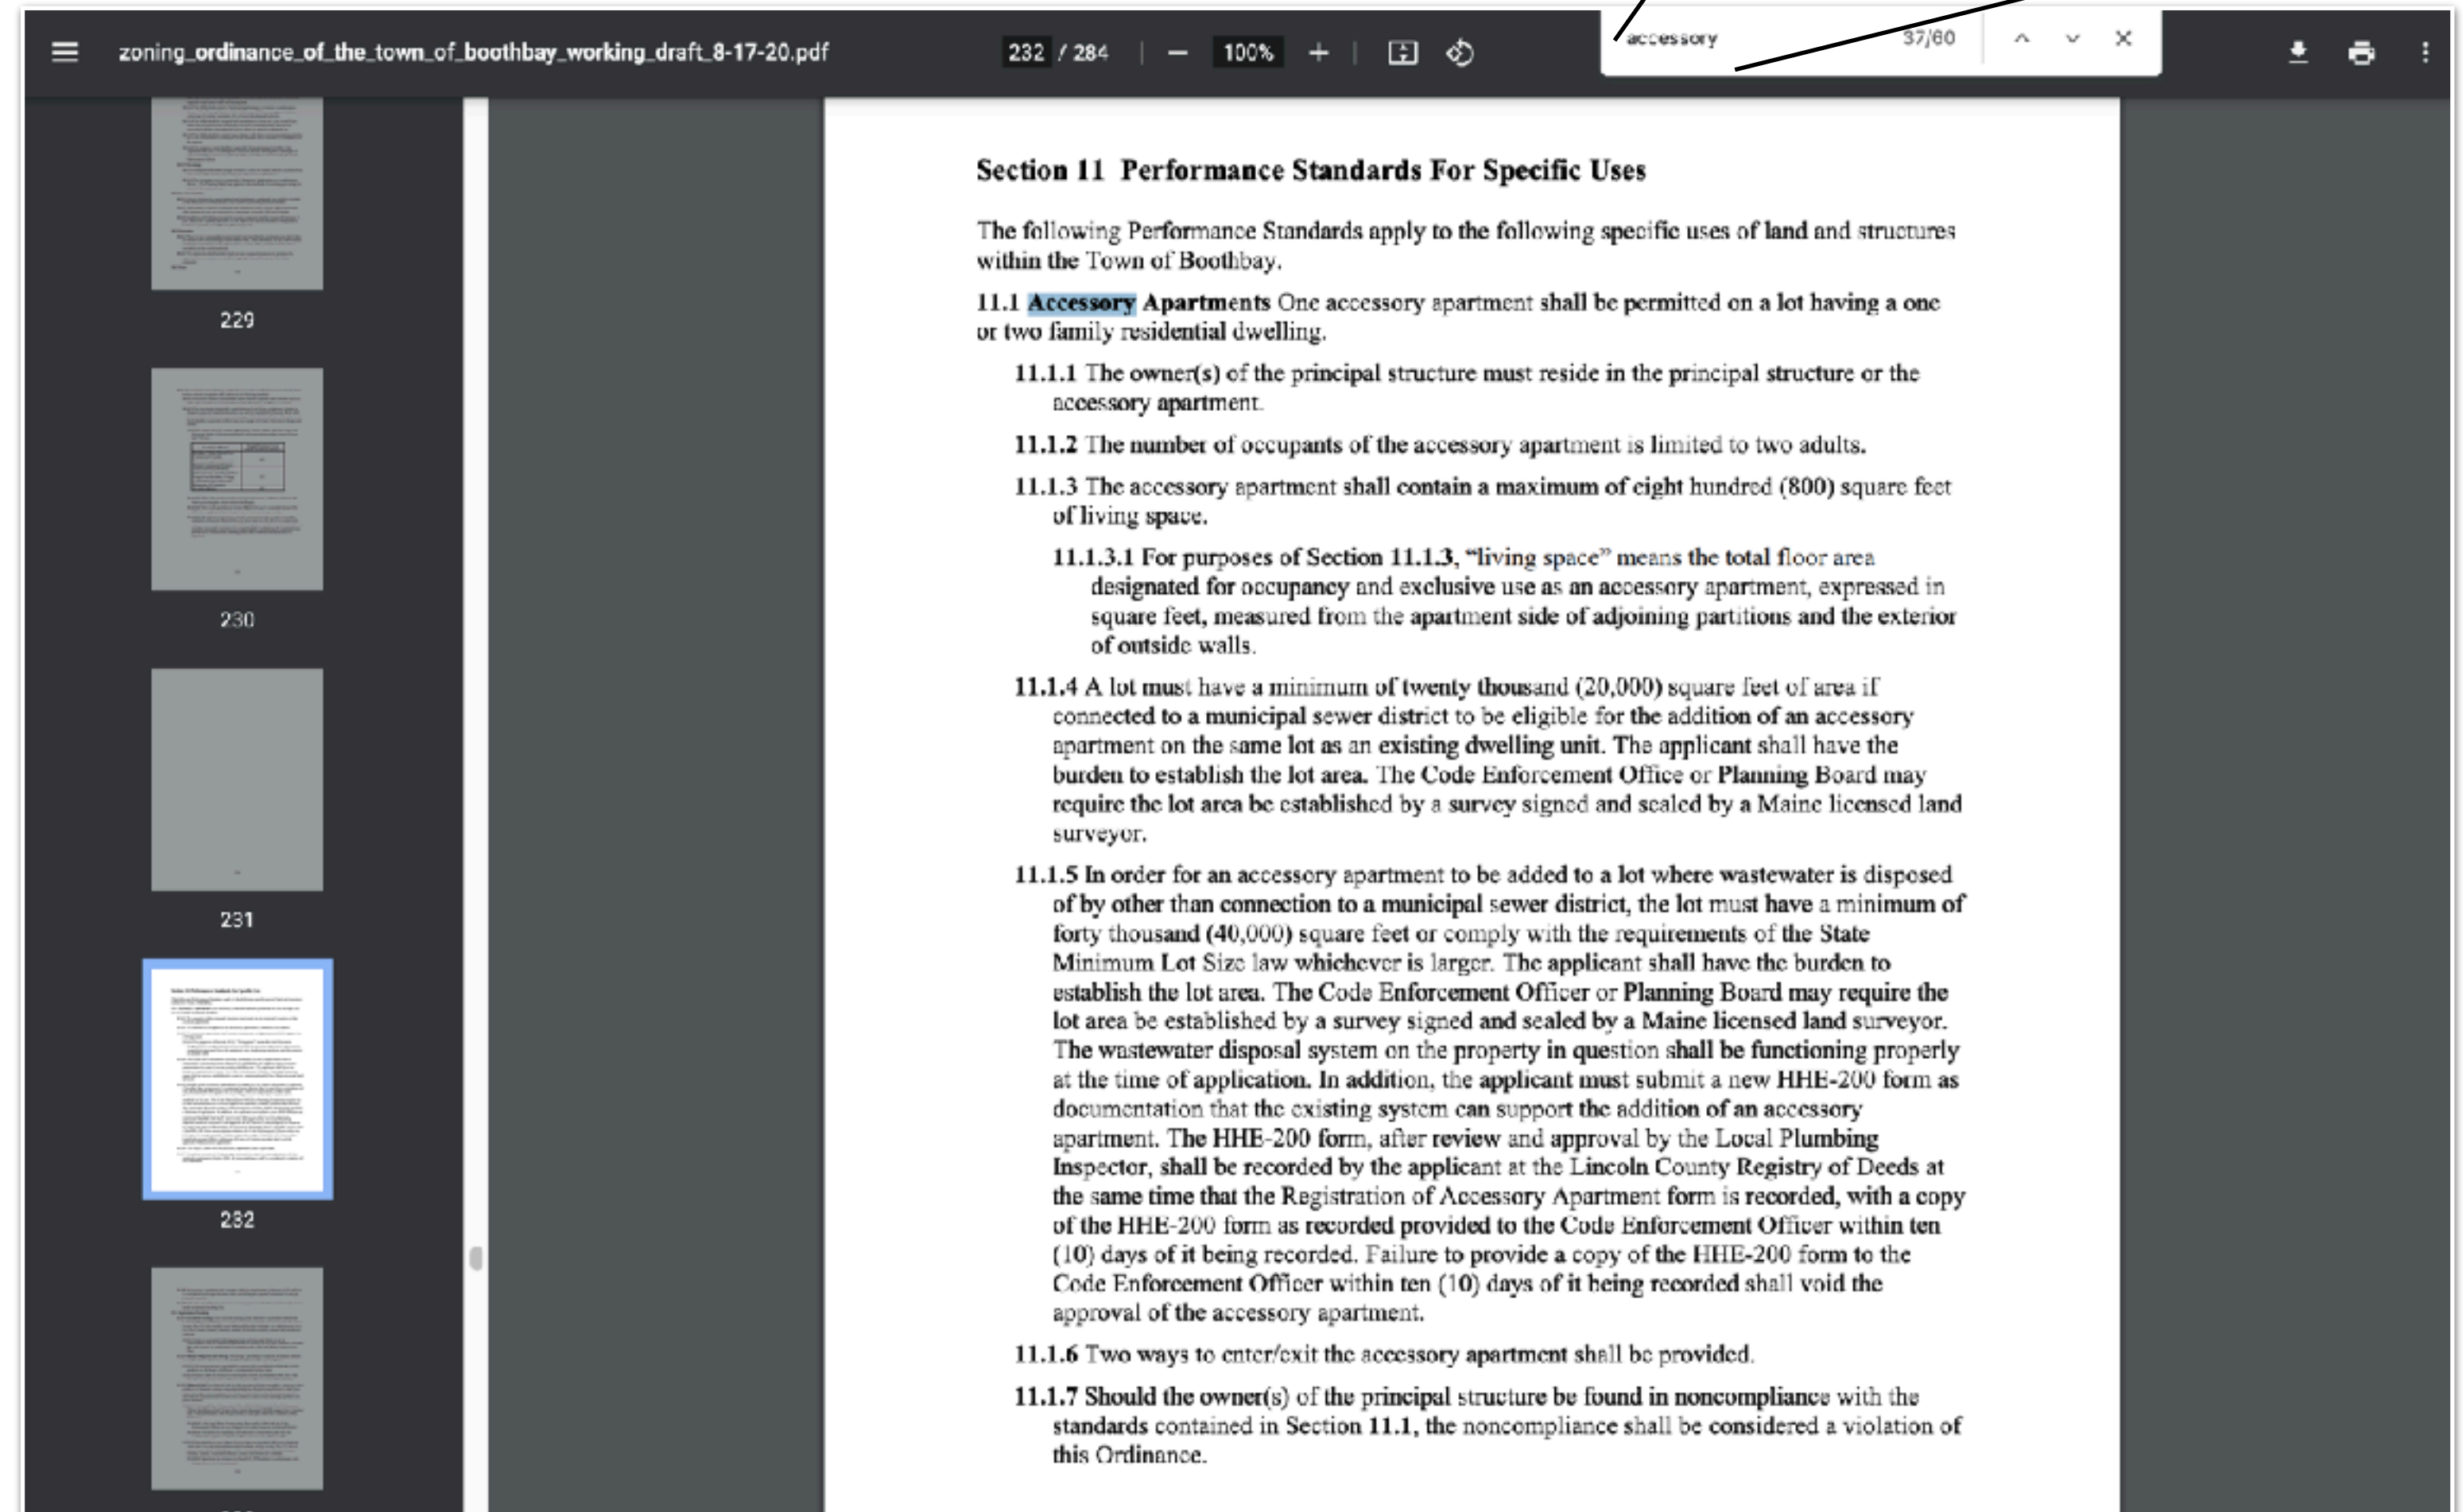 zoning_ordinance_of_the_town_of_boothbay_working_draft_8-17-20.pdf
232 / 284
100%
accessory
37/60
229
230
231
232
Section 11 Performance Standards For Specific Uses
The following Performance Standards apply to the following specific uses of land and structures
within the Town of Boothbay.
11.1 Accessory Apartments One accessory apartment shall be permitted on a lot having a one
or two family residential dwelling.
11.1.1 The owner(s) of the principal structure must reside in the principal structure or the
accessory apartment.
11.1.2 The number of occupants of the accessory apartment is limited to two adults.
11.1.3 The accessory apartment shall contain a maximum of eight hundred (800) square feet
of living space.
11.1.3.1 For purposes of Section 11.1.3, “living space” means the total floor area
designated for occupancy and exclusive use as an accessory apartment, expressed in
square feet, measured from the apartment side of adjoining partitions and the exterior
of outside walls.
11.1.4 A lot must have a minimum of twenty thousand (20,000) square feet of area if
connected to a municipal sewer district to be eligible for the addition of an accessory
apartment on the same lot as an existing dwelling unit. The applicant shall have the
burden to establish the lot area. The Code Enforcement Office or Planning Board may
require the lot area be established by a survey signed and sealed by a Maine licensed land
surveyor.
11.1.5 In order for an accessory apartment to be added to a lot where wastewater is disposed
of by other than connection to a municipal sewer district, the lot must have a minimum of
forty thousand (40,000) square feet or comply with the requirements of the State
Minimum Lot Size law whichever is larger. The applicant shall have the burden to
establish the lot area. The Code Enforcement Officer or Planning Board may require the
lot area be established by a survey signed and sealed by a Maine licensed land surveyor.
The wastewater disposal system on the property in question shall be functioning properly
at the time of application. In addition, the applicant must submit a new HHE-200 form as
documentation that the existing system can support the addition of an accessory
apartment. The HHE-200 form, after review and approval by the Local Plumbing
Inspector, shall be recorded by the applicant at the Lincoln County Registry of Deeds at
the same time that the Registration of Accessory Apartment form is recorded, with a copy
of the HHE-200 form as recorded provided to the Code Enforcement Officer within ten
(10) days of it being recorded. Failure to provide a copy of the HHE-200 form to the
Code Enforcement Officer within ten (10) days of it being recorded shall void the
approval of the accessory apartment.
11.1.6 Two ways to enter/exit the accessory apartment shall be provided.
11.1.7 Should the owner(s) of the principal structure be found in noncompliance with the
standards contained in Section 11.1, the noncompliance shall be considered a violation of
this Ordinance.